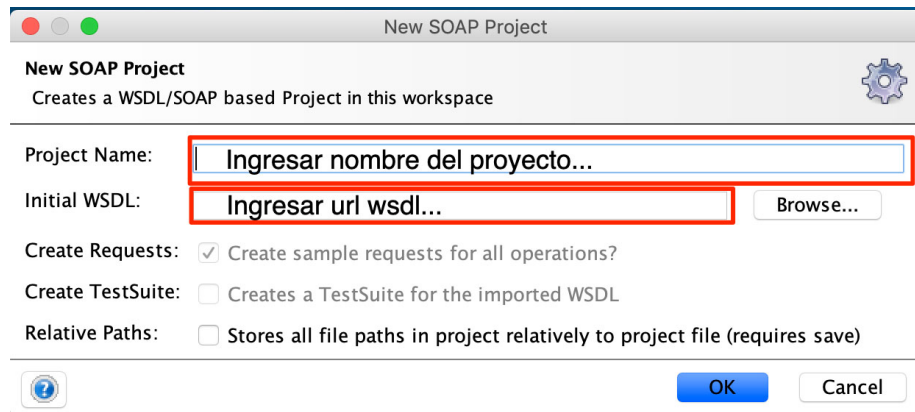 New SOAP Project
New SOAP Project
Creates a WSDL/SOAP based Project in this workspace
Project Name: Ingresar nombre del proyecto...
Initial WSDL: Ingresar url wsdl... Browse...
Create Requests: Create sample requests for all operations?
Create TestSuite: Creates a TestSuite for the imported WSDL
Relative Paths: Stores all file paths in project relatively to project file (requires save)
? OK Cancel